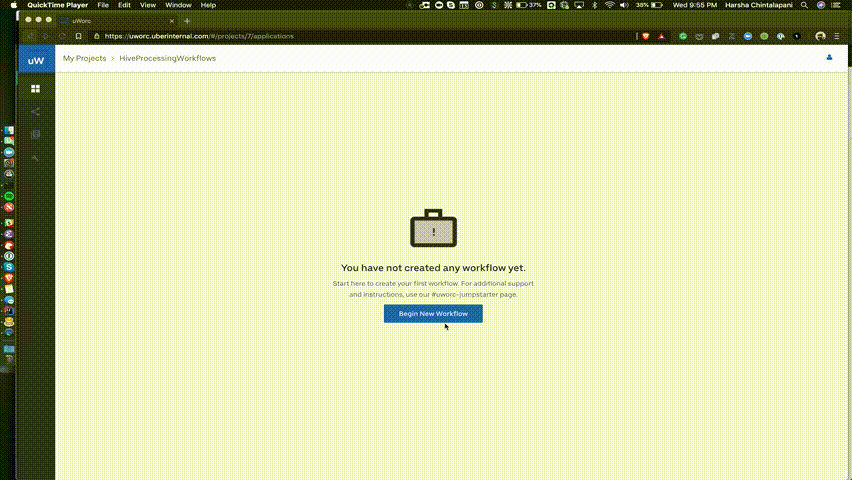 QuickTime Player File Edit View Window Help 37% 38% Wed 9:55 PM Harsha Chintalapani
uWorc
https://uworc.uberinternal.com/#/projects/7/applications
uW My Projects > HiveProcessingWorkflows
!
You have not created any workflow yet.
Start here to create your first workflow. For additional support
and instructions, use our #uworc-jumpstarter page.
Begin New Workflow